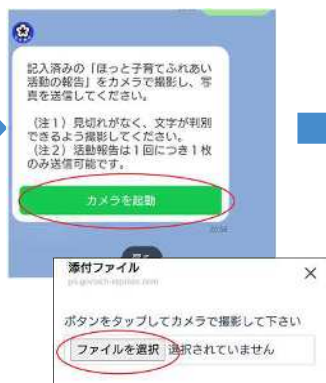 記入済みの「ほっと子育てふれあい
活動の報告」をカメラで撮影し、写
真を送信してください。
（注１）見切れがなく、文字が判別
できるよう撮影してください。
（注２）活動報告は１回につき１枚
のみ送信可能です。
カメラを起動
添付ファイル
ボタンをタップしてカメラで撮影して下さい
ファイルを選択 選択されていません